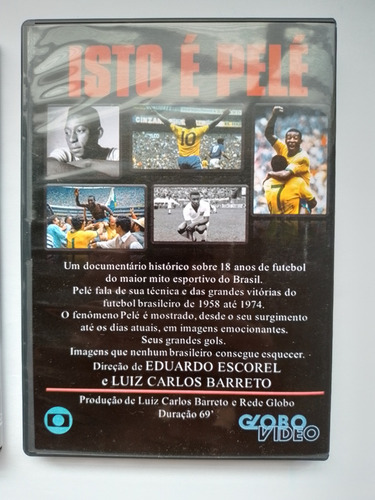 ISTO É PELÉ
10
Um documentário histórico sobre 18 anos de futebol
do maior mito esportivo do Brasil.
Pelé fala de sua técnica e das grandes vitórias do
futebol brasileiro de 1958 até 1974.
O fenômeno Pelé é mostrado, desde o seu surgimento
até os dias atuais, em imagens emocionantes.
Seus grandes gols.
Imagens que nenhum brasileiro consegue esquecer.
Direção de EDUARDO ESCOREL
e LUIZ CARLOS BARRETO
Produção de Luiz Carlos Barreto e Rede Globo
Duração 69'
GLOBO
VIDEO